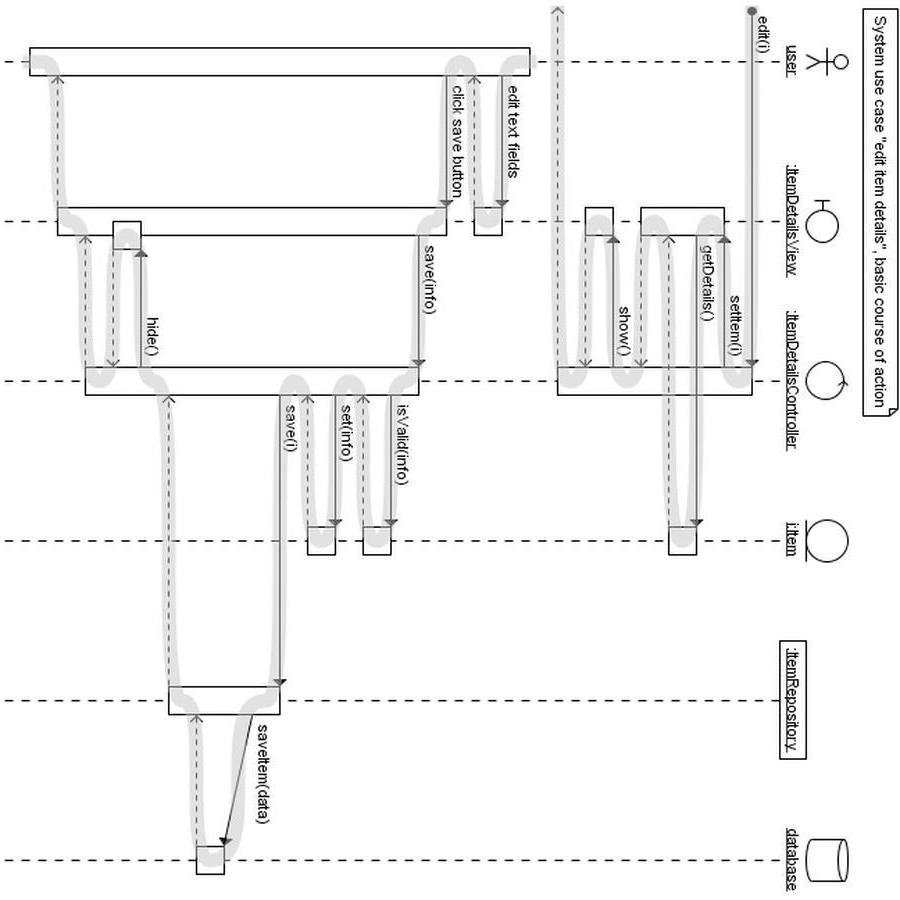 System use case "edit item details", basic course of action
user
:ItemDetailsView
:ItemDetailsController
i:Item
:ItemRepository
database
edit(i)
setItem(i)
getDetails()
show()
edit text fields
click save button
save(info)
isValid(info)
set(info)
save(i)
saveItem(data)
hide()